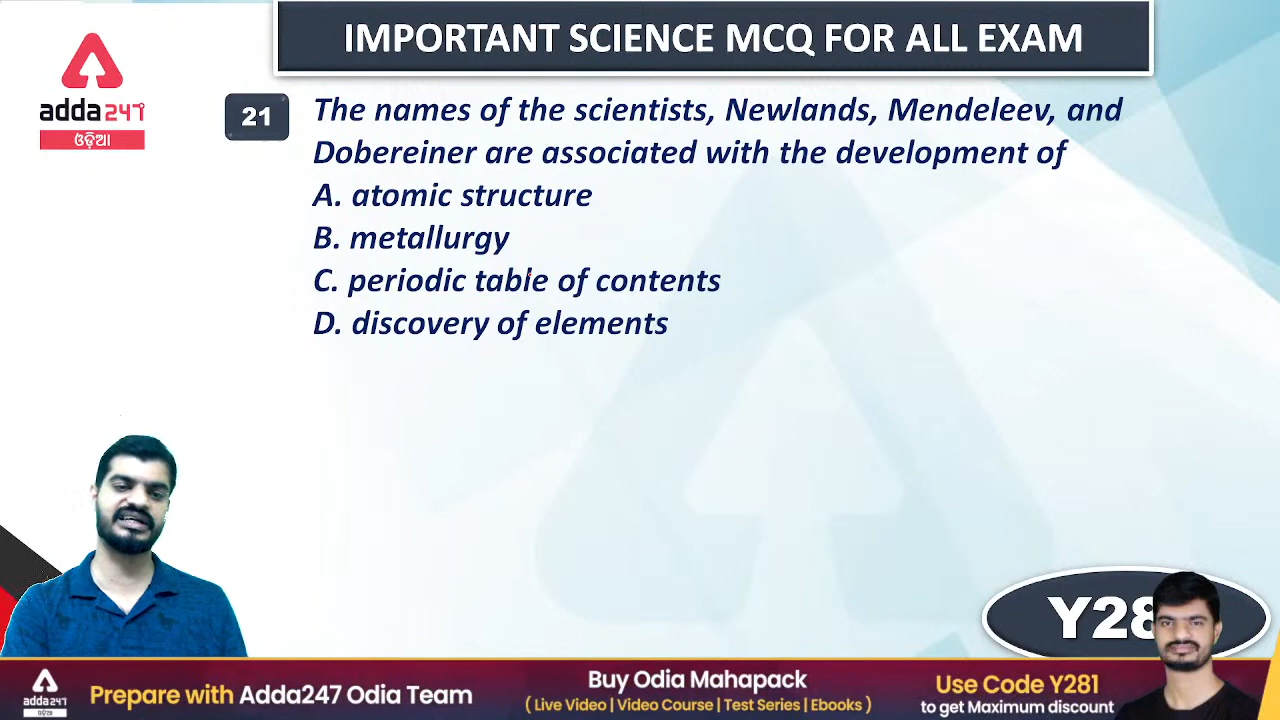 IMPORTANT SCIENCE MCQ FOR ALL EXAM
adda247
ଓଡ଼ିଆ
21
The names of the scientists, Newlands, Mendeleev, and
Dobereiner are associated with the development of
A. atomic structure
B. metallurgy
C. periodic table of contents
D. discovery of elements
Y28
adda247
ଓଡ଼ିଆ
Prepare with Adda247 Odia Team
Buy Odia Mahapack
( Live Video | Video Course | Test Series | Ebooks )
Use Code Y281
to get Maximum discount